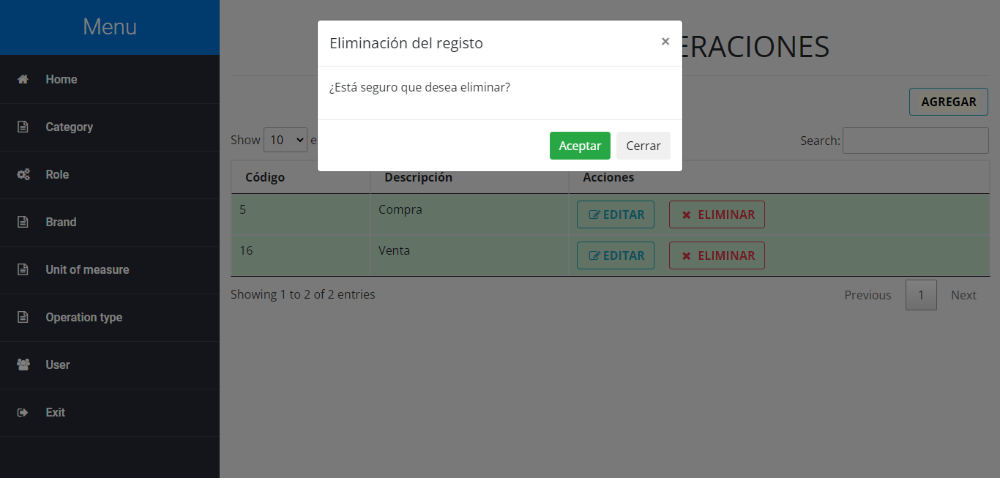 Menu
Home
Category
Role
Brand
Unit of measure
Operation type
User
Exit
Eliminación del registo
×
¿Está seguro que desea eliminar?
Aceptar Cerrar
ERACIONES
AGREGAR
Show 10 e
Search:
Código Descripción Acciones
5 Compra EDITAR ELIMINAR
16 Venta EDITAR ELIMINAR
Showing 1 to 2 of 2 entries
Previous 1 Next